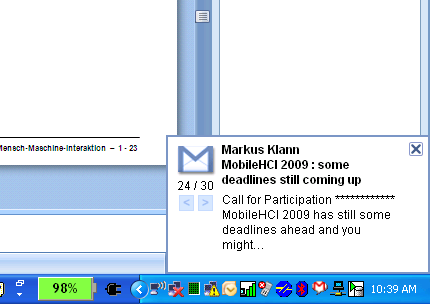 Mensch-Maschine-Interaktion – 1 - 23
Markus Klann
MobileHCI 2009 : some
deadlines still coming up
24 / 30
Call for Participation ************
MobileHCI 2009 has still some
deadlines ahead and you
might...
98%
10:39 AM